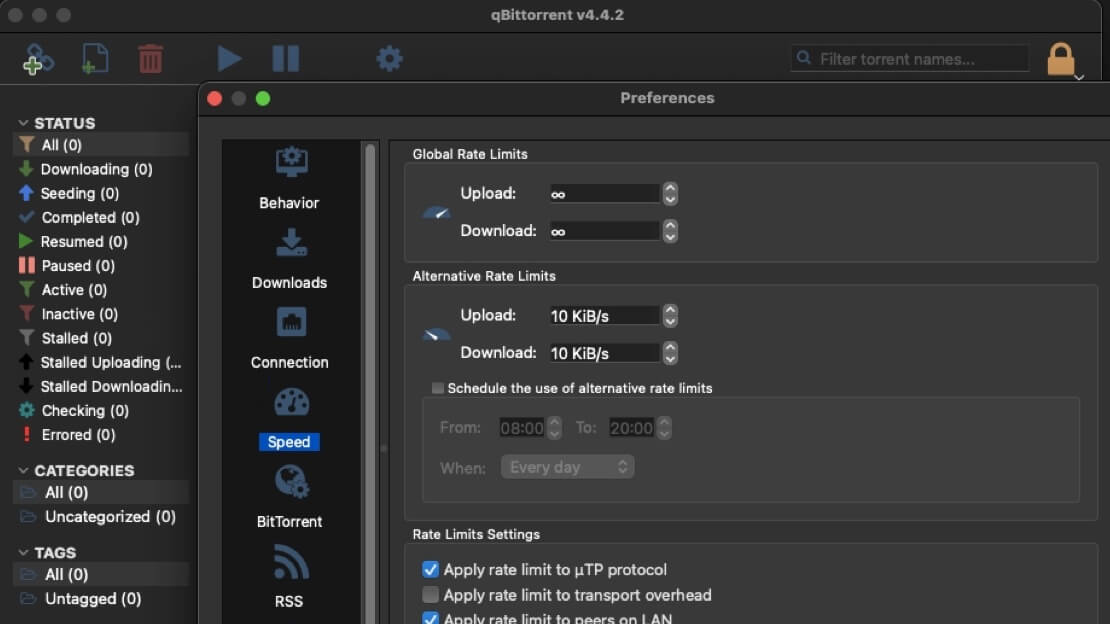 qBittorrent v4.4.2
Filter torrent names...
STATUS
All (0)
Downloading (0)
Seeding (0)
Completed (0)
Resumed (0)
Paused (0)
Active (0)
Inactive (0)
Stalled (0)
Stalled Uploading (...
Stalled Downloadin...
Checking (0)
Errored (0)
CATEGORIES
All (0)
Uncategorized (0)
TAGS
All (0)
Untagged (0)
Preferences
Behavior
Downloads
Connection
Speed
BitTorrent
RSS
Global Rate Limits
Upload: ∞
Download: ∞
Alternative Rate Limits
Upload: 10 KiB/s
Download: 10 KiB/s
Schedule the use of alternative rate limits
From: 08:00 To: 20:00
When: Every day
Rate Limits Settings
Apply rate limit to µTP protocol
Apply rate limit to transport overhead
Apply rate limit to peers on LAN